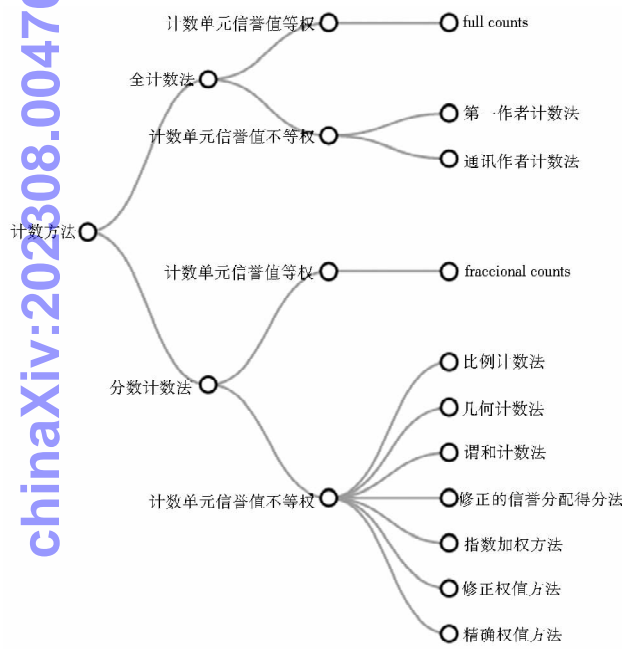 计数单元信誉值等权
full counts
全计数法
第一作者计数法
计数单元信誉值不等权
通讯作者计数法
计数方法
计数单元信誉值等权
fraccional counts
比例计数法
分数计数法
几何计数法
谓和计数法
计数单元信誉值不等权
修正的信誉分配得分法
指数加权方法
修正权值方法
精确权值方法
chinaXiv:202308.00470